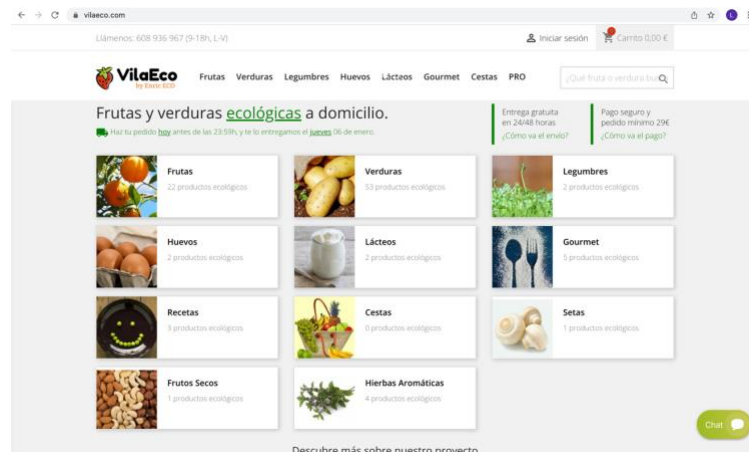 vilaeco.com
Llámenos: 608 936 967 (9-18h, L-V)
Iniciar sesión
Carrito 0,00 €
VilaEco
by Enric ECO
Frutas Verduras Legumbres Huevos Lácteos Gourmet Cestas PRO
¿Qué fruta o verdura
Frutas y verduras ecológicas a domicilio.
Haz tu pedido hoy antes de las 23:59h, y te lo entregamos el jueves 06 de enero.
Entrega gratuita
en 24/48 horas
¿Cómo va el envío?
Pago seguro y
pedido mínimo 29€
¿Cómo va el pago?
Frutas
22 productos ecológicos
Verduras
53 productos ecológicos
Legumbres
2 productos ecológicos
Huevos
2 productos ecológicos
Lácteos
2 productos ecológicos
Gourmet
5 productos ecológicos
Recetas
3 productos ecológicos
Cestas
0 productos ecológicos
Setas
1 productos ecológicos
Frutos Secos
1 productos ecológicos
Hierbas Aromáticas
4 productos ecológicos
Chat
Descubre más sobre nuestro proyecto